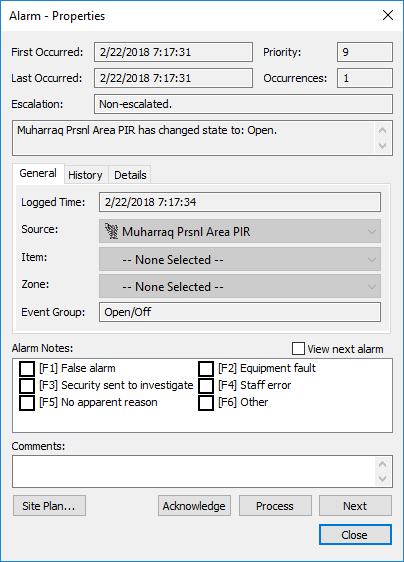 Alarm - Properties
First Occurred: 2/22/2018 7:17:31 Priority: 9
Last Occurred: 2/22/2018 7:17:31 Occurrences: 1
Escalation: Non-escalated.
Muharraq Prsnl Area PIR has changed state to: Open.
General History Details
Logged Time: 2/22/2018 7:17:34
Source: Muharraq Prsnl Area PIR
Item: -- None Selected --
Zone: -- None Selected --
Event Group: Open/Off
Alarm Notes: View next alarm
[F1] False alarm [F2] Equipment fault
[F3] Security sent to investigate [F4] Staff error
[F5] No apparent reason [F6] Other
Comments:
Site Plan... Acknowledge Process Next
Close